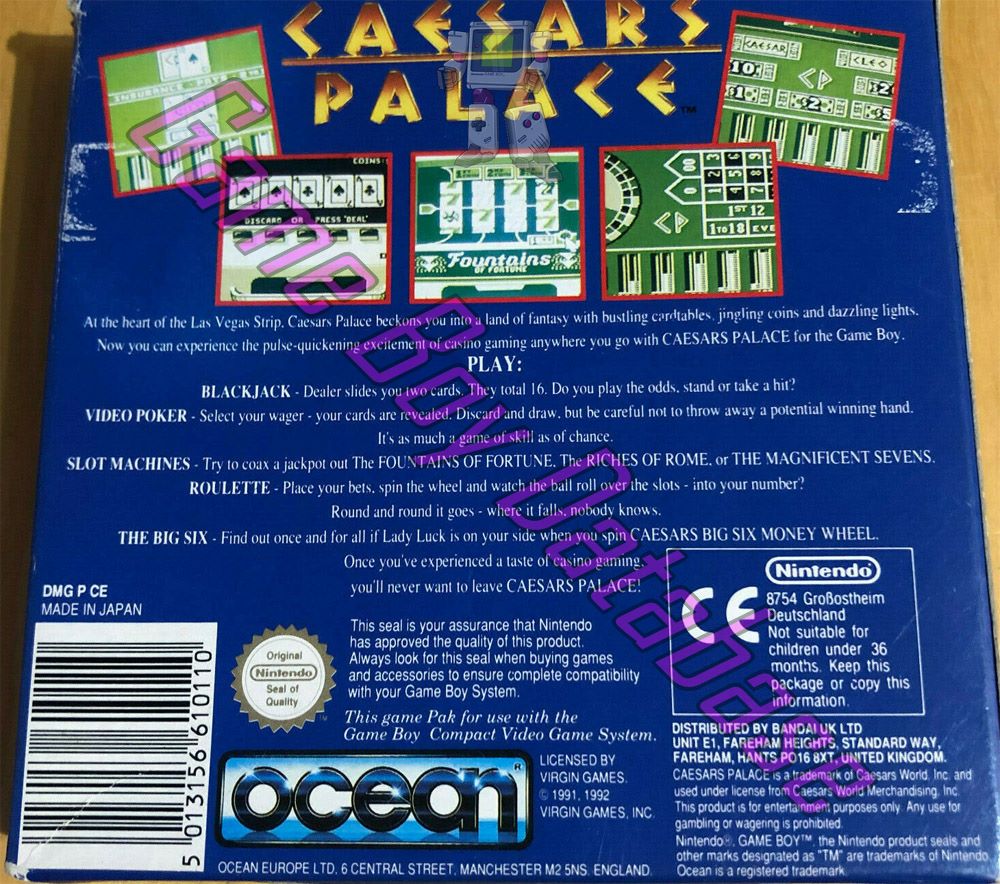 CAESARS
PALACE™
INSURANCE - PAYS
CAESAR
CLEO
CP
COINS:
DISCARD OR PRESS 'DEAL'
Fountains
OF FORTUNE
00
0
3
CP
1ST 12
1TO18 EVE
At the heart of the Las Vegas Strip, Caesars Palace beckons you into a land of fantasy with bustling cardtables, jingling coins and dazzling lights.
Now you can experience the pulse-quickening excitement of casino gaming anywhere you go with CAESARS PALACE for the Game Boy.
PLAY:
BLACKJACK - Dealer slides you two cards. They total 16. Do you play the odds, stand or take a hit?
VIDEO POKER - Select your wager - your cards are revealed. Discard and draw, but be careful not to throw away a potential winning hand.
It's as much a game of skill as of chance.
SLOT MACHINES - Try to coax a jackpot out The FOUNTAINS OF FORTUNE, The RICHES OF ROME, or THE MAGNIFICENT SEVENS.
ROULETTE - Place your bets, spin the wheel and watch the ball roll over the slots - into your number?
Round and round it goes - where it falls, nobody knows.
THE BIG SIX - Find out once and for all if Lady Luck is on your side when you spin CAESARS BIG SIX MONEY WHEEL.
Once you've experienced a taste of casino gaming,
you'll never want to leave CAESARS PALACE!
DMG P CE
MADE IN JAPAN
5 013156 610110
Original
Nintendo
Seal of
Quality
This seal is your assurance that Nintendo
has approved the quality of this product.
Always look for this seal when buying games
and accessories to ensure complete compatibility
with your Game Boy System.
This game Pak for use with the
Game Boy Compact Video Game System.
ocean®
LICENSED BY
VIRGIN GAMES.
© 1991, 1992
VIRGIN GAMES, INC.
OCEAN EUROPE LTD. 6 CENTRAL STREET, MANCHESTER M2 5NS. ENGLAND.
CE
Nintendo
8754 Großostheim
Deutschland
Not suitable for
children under 36
months. Keep this
package or copy this
information.
DISTRIBUTED BY BANDAI UK LTD
UNIT E1, FAREHAM HEIGHTS, STANDARD WAY,
FAREHAM, HANTS PO16 8XT, UNITED KINGDOM.
CAESARS PALACE is a trademark of Caesars World, Inc. and
used under license from Caesars World Merchandising, Inc.
This product is for entertainment purposes only. Any use for
gambling or wagering is prohibited.
Nintendo®, GAME BOY™, the Nintendo product seals and
other marks designated as "TM" are trademarks of Nintendo.
Ocean is a registered trademark.
Game Boy Database